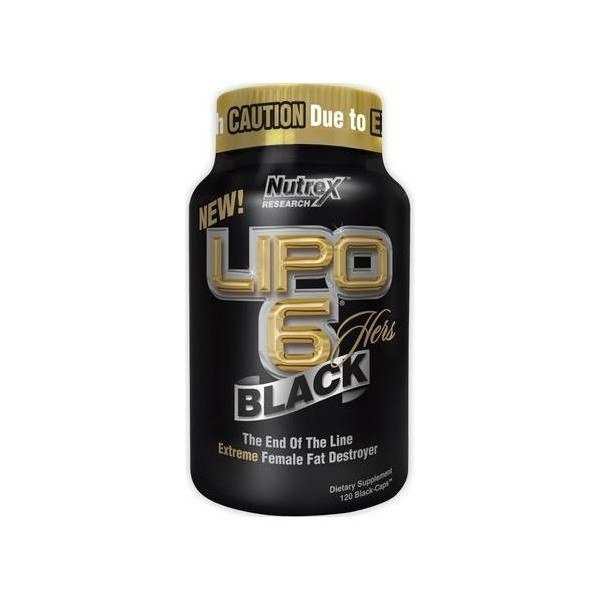 CAUTION Due to
Nutrex
RESEARCH
NEW!
LIPO
6
Hers
BLACK
The End Of The Line
Extreme Female Fat Destroyer
Dietary Supplement
120 Black-Caps™